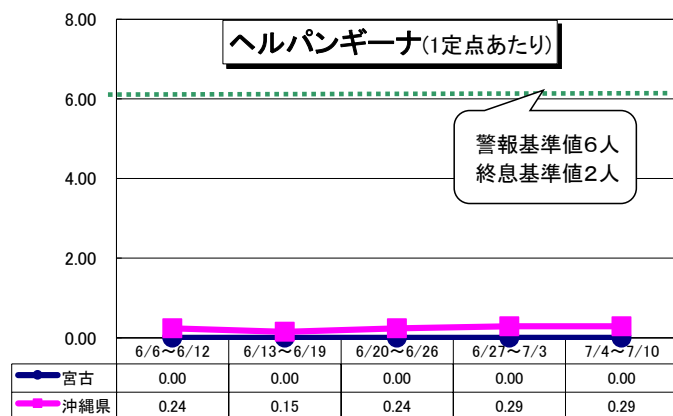 ヘルパンギーナ(1定点あたり)
8.00
6.00
4.00
2.00
0.00
警報基準値6人
終息基準値2人
6/6～6/12 6/13～6/19 6/20～6/26 6/27～7/3 7/4～7/10
宮古 0.00 0.00 0.00 0.00 0.00
沖縄県 0.24 0.15 0.24 0.29 0.29